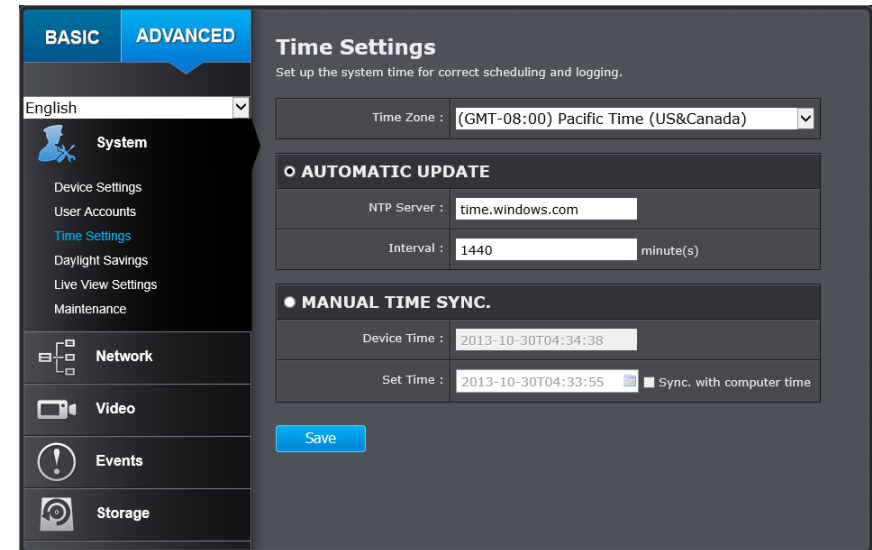 BASIC
ADVANCED
English
System
Device Settings
User Accounts
Time Settings
Daylight Savings
Live View Settings
Maintenance
Network
Video
Events
Storage
Time Settings
Set up the system time for correct scheduling and logging.
Time Zone : (GMT-08:00) Pacific Time (US&Canada)
AUTOMATIC UPDATE
NTP Server : time.windows.com
Interval : 1440 minute(s)
MANUAL TIME SYNC.
Device Time : 2013-10-30T04:34:38
Set Time : 2013-10-30T04:33:55 Sync. with computer time
Save